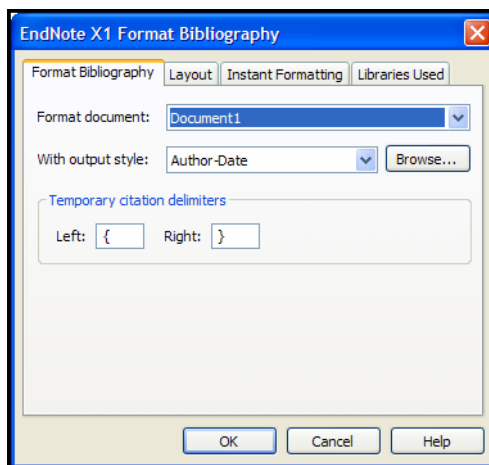 EndNote X1 Format Bibliography
Format Bibliography Layout Instant Formatting Libraries Used
Format document: Document1
With output style: Author-Date Browse...
Temporary citation delimiters
Left: { Right: }
OK Cancel Help